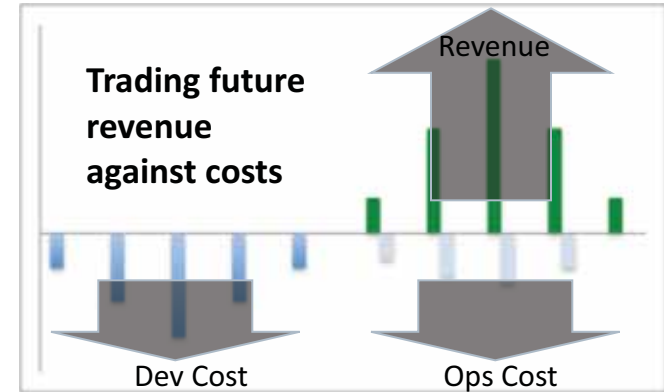 Revenue
Trading future
revenue
against costs
Dev Cost
Ops Cost